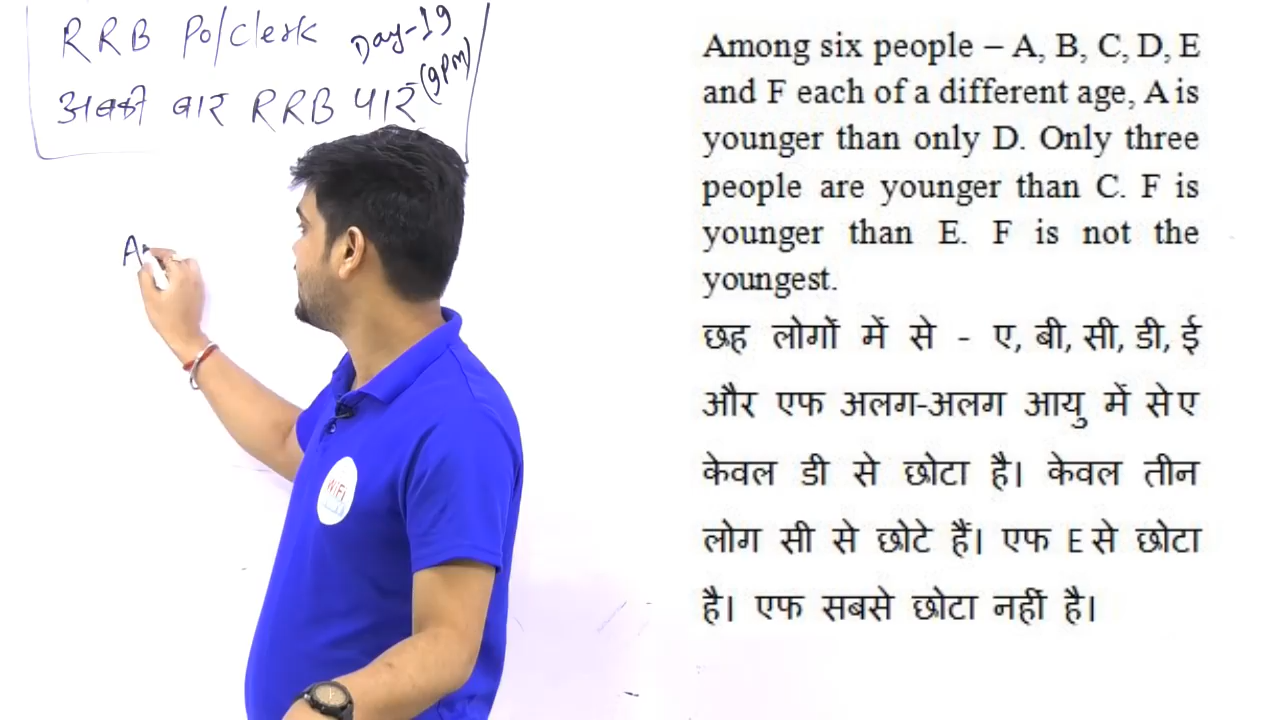 RRB Po/Clerk Day-19
(9PM)
अबकी बार RRB पार
A
WiFi
Among six people – A, B, C, D, E
and F each of a different age, A is
younger than only D. Only three
people are younger than C. F is
younger than E. F is not the
youngest.
छह लोगों में से - ए, बी, सी, डी, ई
और एफ अलग-अलग आयु में से ए
केवल डी से छोटा है। केवल तीन
लोग सी से छोटे हैं। एफ E से छोटा
है। एफ सबसे छोटा नहीं है।